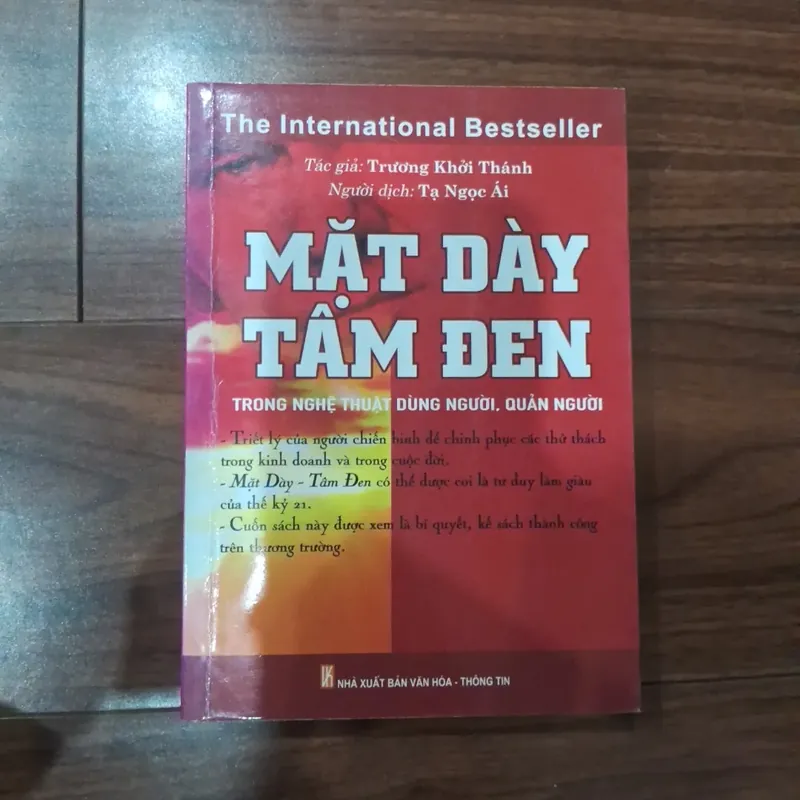 The International Bestseller
Tác giả: Trương Khởi Thánh
Người dịch: Tạ Ngọc Ái
MẶT DÀY
TÂM ĐEN
TRONG NGHỆ THUẬT DÙNG NGƯỜI, QUẢN NGƯỜI
- Triết lý của người chiến binh để chinh phục các thử thách
trong kinh doanh và trong cuộc đời.
- Mặt Dày - Tâm Đen có thể được coi là tư duy làm giàu
của thế kỷ 21.
- Cuốn sách này được xem là bí quyết, kế sách thành công
trên thương trường.
NHÀ XUẤT BẢN VĂN HÓA - THÔNG TIN